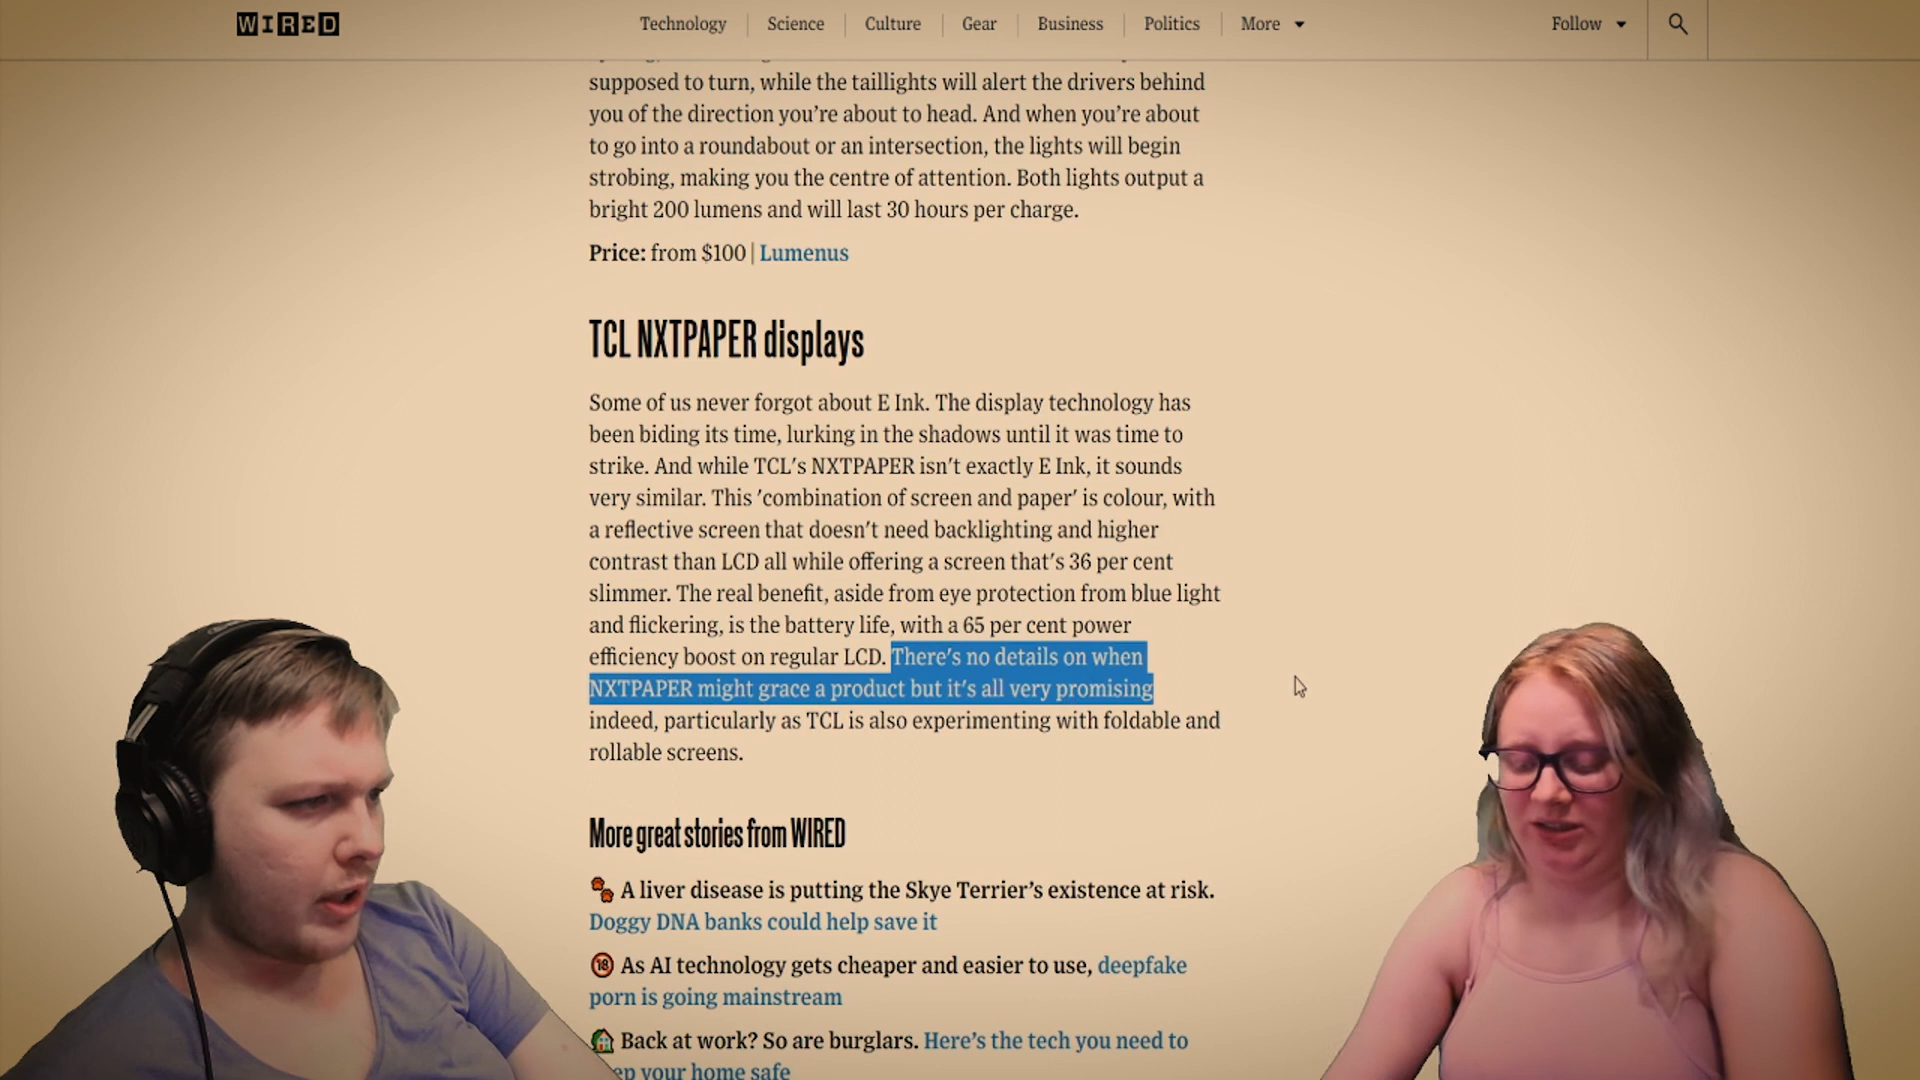 WIRED
Technology
Science
Culture
Gear
Business
Politics
More
Follow
supposed to turn, while the taillights will alert the drivers behind
you of the direction you’re about to head. And when you’re about
to go into a roundabout or an intersection, the lights will begin
strobing, making you the centre of attention. Both lights output a
bright 200 lumens and will last 30 hours per charge.
Price: from $100 | Lumenus
TCL NXTPAPER displays
Some of us never forgot about E Ink. The display technology has
been biding its time, lurking in the shadows until it was time to
strike. And while TCL’s NXTPAPER isn’t exactly E Ink, it sounds
very similar. This ’combination of screen and paper’ is colour, with
a reflective screen that doesn’t need backlighting and higher
contrast than LCD all while offering a screen that’s 36 per cent
slimmer. The real benefit, aside from eye protection from blue light
and flickering, is the battery life, with a 65 per cent power
efficiency boost on regular LCD. There’s no details on when
NXTPAPER might grace a product but it’s all very promising
indeed, particularly as TCL is also experimenting with foldable and
rollable screens.
More great stories from WIRED
A liver disease is putting the Skye Terrier’s existence at risk.
Doggy DNA banks could help save it
🔞 As AI technology gets cheaper and easier to use, deepfake
porn is going mainstream
Back at work? So are burglars. Here’s the tech you need to
your home safe